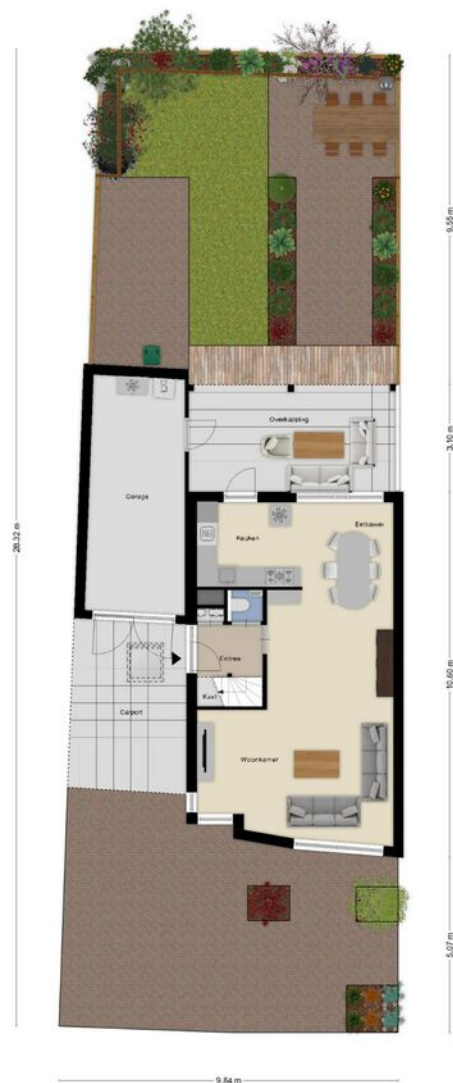 9.55 m
Overkapping
3.10 m
Garage
Keuken
Eetkamer
28.32 m
Entree
10.60 m
Kast
Carport
Woonkamer
5.07 m
9.84 m